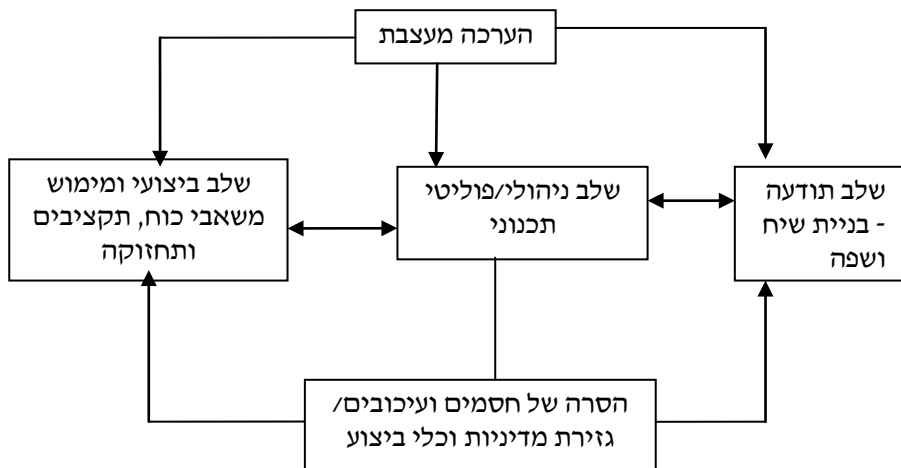 הערכה מעצבת
שלב תודעה
- בניית שיח
ושפה
שלב ניהולי/פוליטי
תכנוני
שלב ביצועי ומימוש
משאבי כוח, תקציבים
ותחזוקה
הסרה של חסמים ועיכובים/
גזירת מדיניות וכלי ביצוע